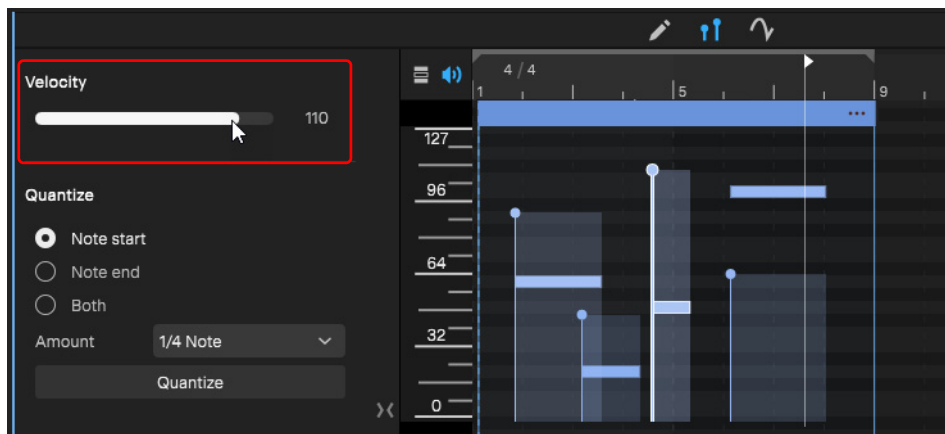 Velocity
110
Quantize
Note start
Note end
Both
Amount 1/4 Note
Quantize
4 / 4
1 5 9
127
96
64
32
0